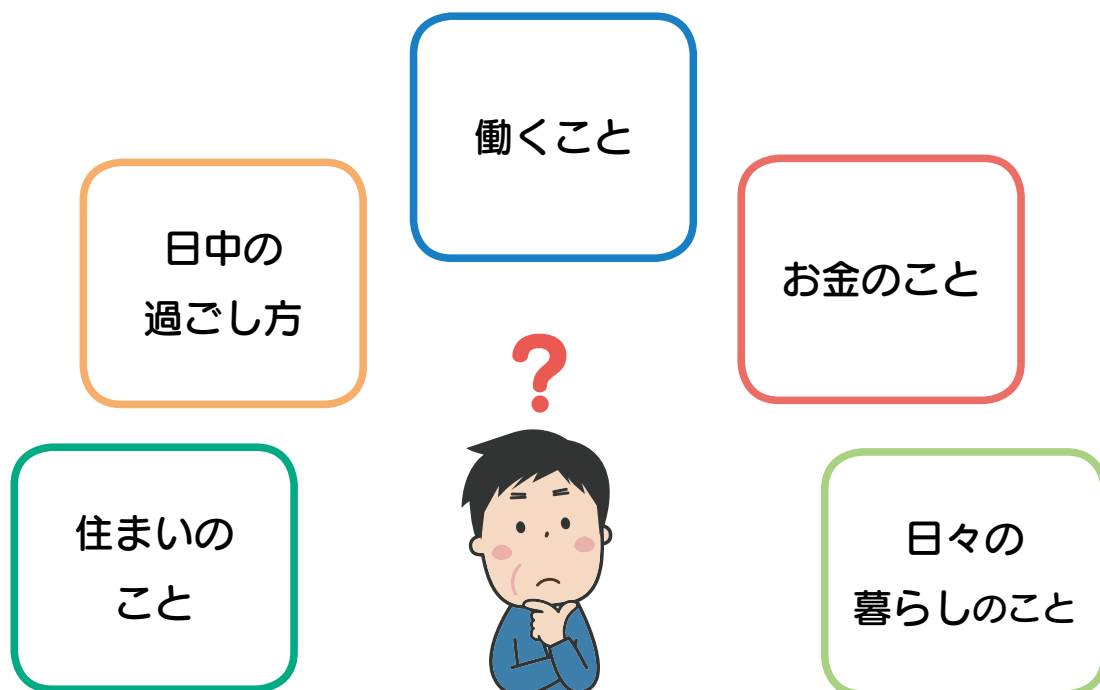 働くこと
日中の
過ごし方
お金のこと
?
住まいの
こと
日々の
暮らしのこと